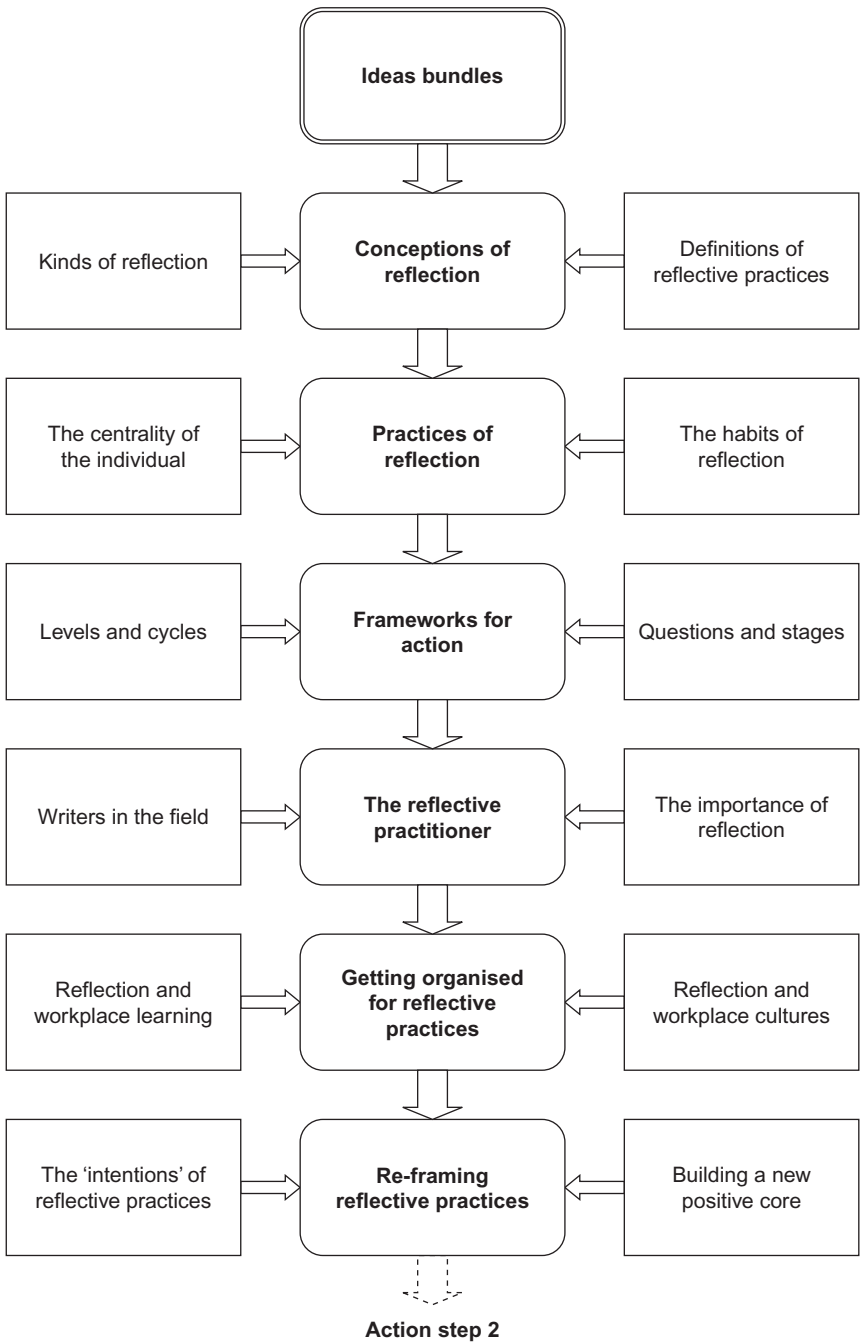 Ideas bundles
Kinds of reflection
Conceptions of
reflection
Definitions of
reflective practices
The centrality of
the individual
Practices of
reflection
The habits of
reflection
Levels and cycles
Frameworks for
action
Questions and stages
Writers in the field
The reflective
practitioner
The importance of
reflection
Reflection and
workplace learning
Getting organised
for reflective
practices
Reflection and
workplace cultures
The ‘intentions’ of
reflective practices
Re-framing
reflective practices
Building a new
positive core
Action step 2